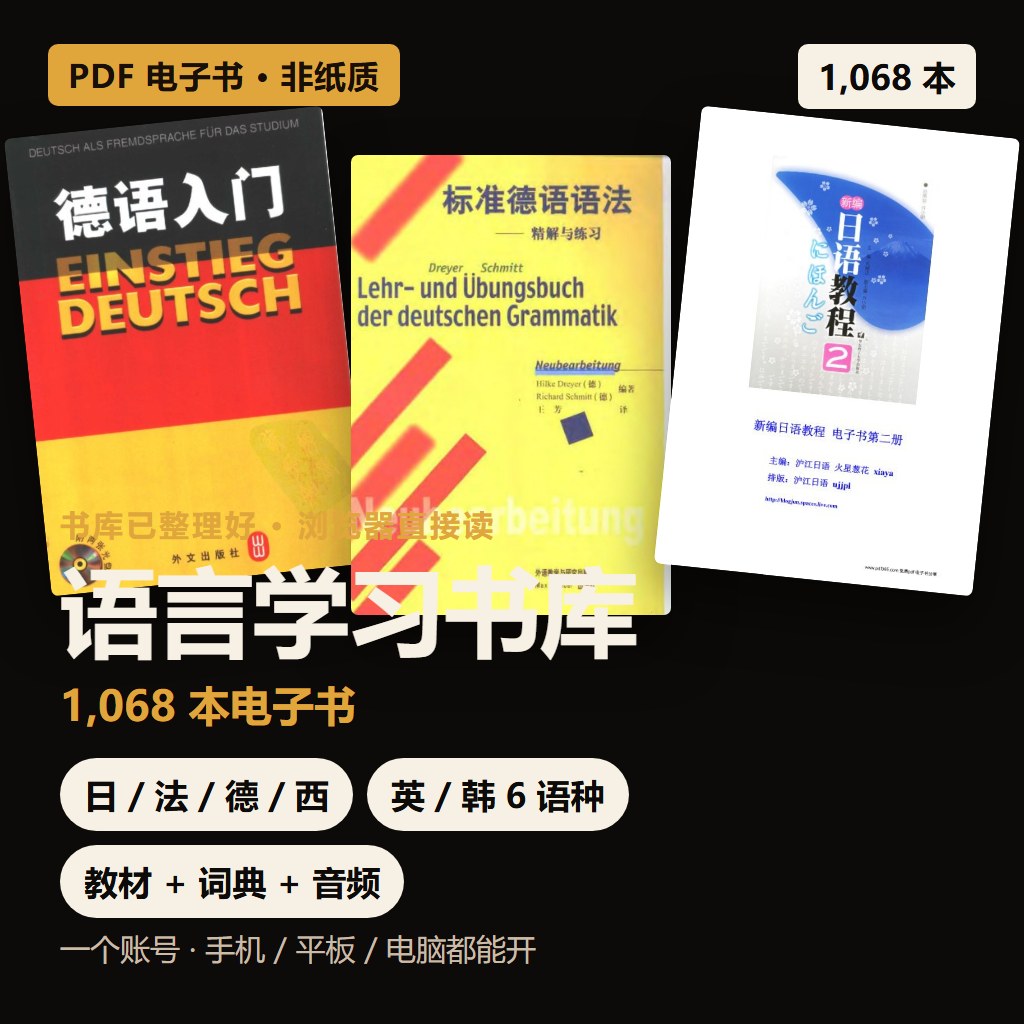 PDF 电子书 · 非纸质
1,068 本
DEUTSCH ALS FREMDSPRACHE FÜR DAS STUDIUM
德语入门
EINSTIEG
DEUTSCH
外文出版社
标准德语语法
—— 精解与练习
Dreyer Schmitt
Lehr- und Übungsbuch
der deutschen Grammatik
Neubearbeitung
Hilke Dreyer ( 德 )
Richard Schmitt ( 德 )
编著
王 芳 译
Neubearbeitung
新编
日语教程
にほんご
2
新编日语教程 电子书第二册
主编：沪江日语 火星葱花 xiaya
排版：沪江日语 ujjpi
书库已整理好 · 浏览器直接读
语言学习书库
1,068 本电子书
日 / 法 / 德 / 西
英 / 韩 6 语种
教材 + 词典 + 音频
一个账号 · 手机 / 平板 / 电脑都能开